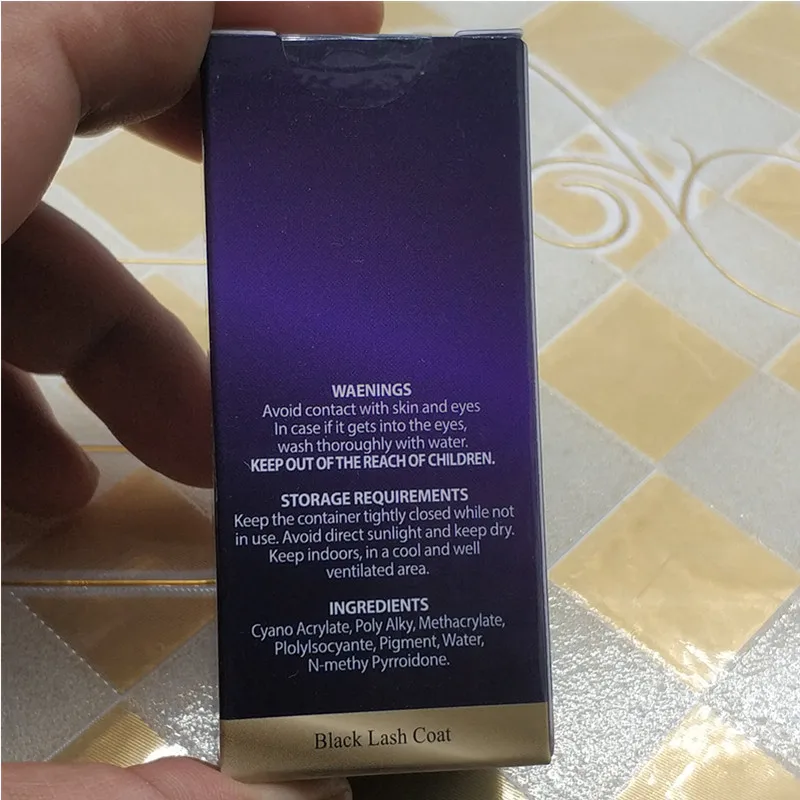 WAENINGS
Avoid contact with skin and eyes
In case if it gets into the eyes,
wash thoroughly with water.
KEEP OUT OF THE REACH OF CHILDREN.
STORAGE REQUIREMENTS
Keep the container tightly closed while not
in use. Avoid direct sunlight and keep dry.
Keep indoors, in a cool and well
ventilated area.
INGREDIENTS
Cyano Acrylate, Poly Alky, Methacrylate,
Plolylsocyante, Pigment, Water,
N-methy Pyrroidone.
Black Lash Coat